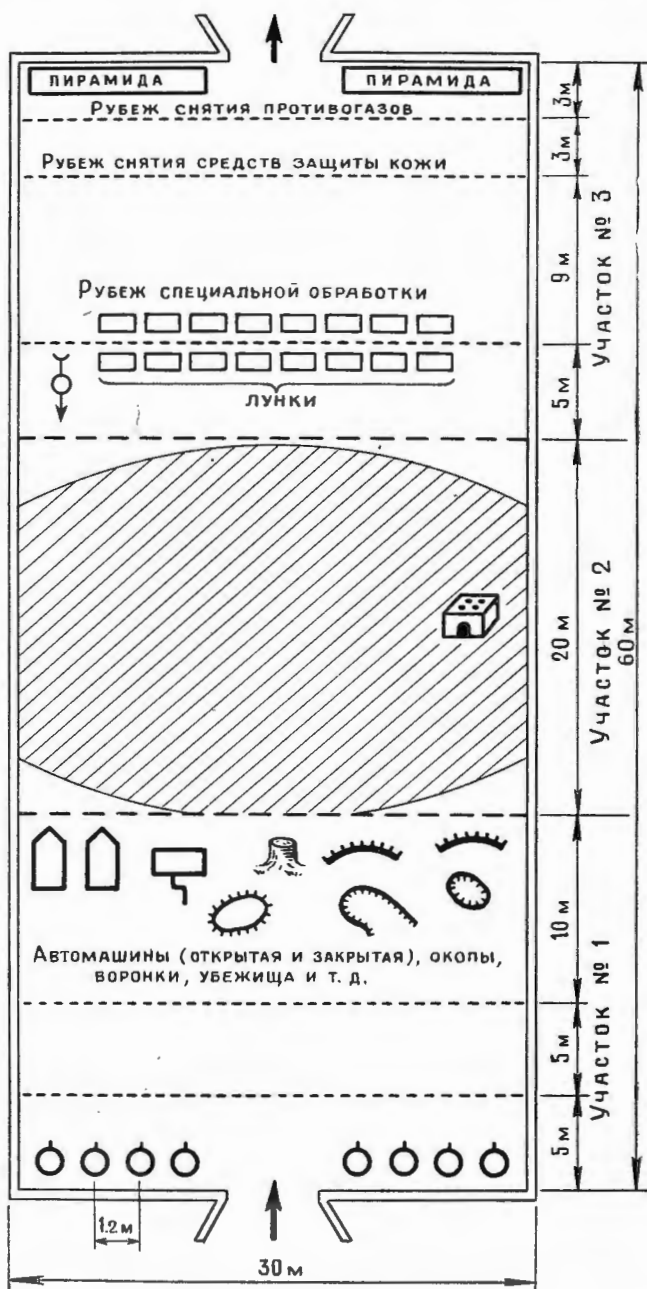 ПИРАМИДА ПИРАМИДА
РУБЕЖ СНЯТИЯ ПРОТИВОГАЗОВ
3м
РУБЕЖ СНЯТИЯ СРЕДСТВ ЗАЩИТЫ КОЖИ
3м
9 м
УЧАСТОК № 3
РУБЕЖ СПЕЦИАЛЬНОЙ ОБРАБОТКИ
ЛУНКИ
5 м
20 м
УЧАСТОК № 2
60 м
АВТОМАШИНЫ (ОТКРЫТАЯ И ЗАКРЫТАЯ), ОКОПЫ,
ВОРОНКИ, УБЕЖИЩА И Т. Д.
10 м
УЧАСТОК № 1
5 м
5 м
1.2 м
30 м